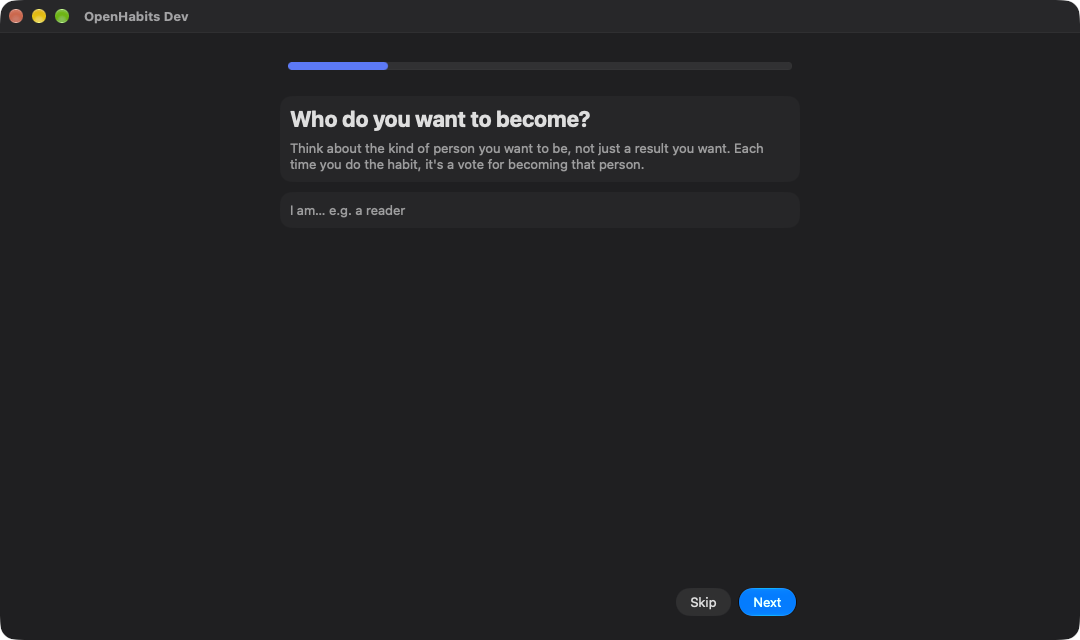 OpenHabits Dev
Who do you want to become?
Think about the kind of person you want to be, not just a result you want. Each
time you do the habit, it's a vote for becoming that person.
I am... e.g. a reader
Skip
Next